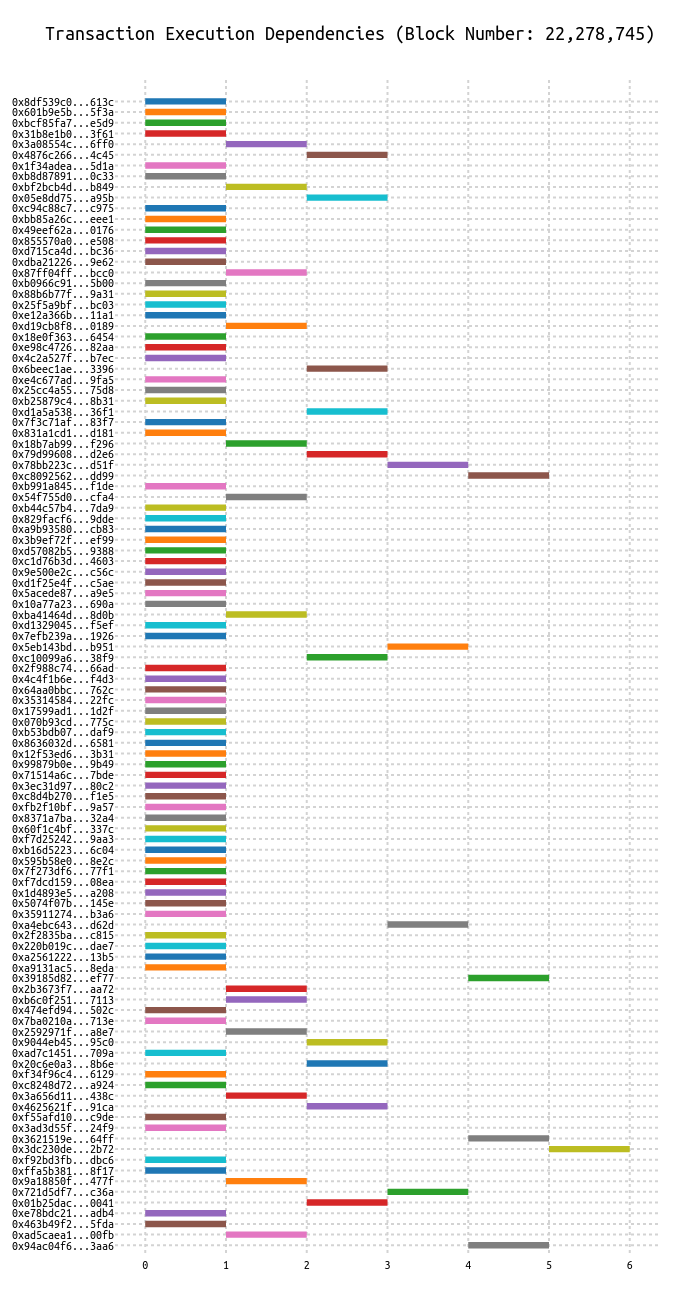 Transaction Execution Dependencies (Block Number: 22,278,745)
0x8df539c0...613c
0x601b9e5b...5f3a
0xbcf85fa7...e5d9
0x31b8e1b0...3f61
0x3a08554c...6ff0
0x4876c266...4c45
0x1f34adea...5d1a
0xb8d87891...0c33
0xbf2bcb4d...b849
0x05e8dd75...a95b
0xc94c88c7...c975
0xbb85a26c...eee1
0x49eef62a...0176
0x855570a0...e508
0xd715ca4d...bc36
0xdba21226...9e62
0x87ff04ff...bcc0
0xb0966c91...5b00
0x88b6b77f...9a31
0x25f5a9bf...bc03
0xe12a366b...11a1
0xd19cb8f8...0189
0x18e0f363...6454
0xe98c4726...82aa
0x4c2a527f...b7ec
0x6beec1ae...3396
0xe4c677ad...9fa5
0x25cc4a55...75d8
0xb25879c4...8b31
0xd1a5a538...36f1
0x7f3c71af...83f7
0x831a1cd1...d181
0x18b7ab99...f296
0x79d99608...d2e6
0x78bb223c...d51f
0xc8092562...dd99
0xb991a845...f1de
0x54f755d0...cfa4
0xb44c57b4...7da9
0x829facf6...9dde
0xa9b93580...cb83
0x3b9ef72f...ef99
0xd57082b5...9388
0xc1d76b3d...4603
0x9e500e2c...c56c
0xd1f25e4f...c5ae
0x5acede87...a9e5
0x10a77a23...690a
0xba41464d...8d0b
0xd1329045...f5ef
0x7efb239a...1926
0x5eb143bd...b951
0xc10099a6...38f9
0x2f988c74...66ad
0x4c4f1b6e...f4d3
0x64aa0bbc...762c
0x35314584...22fc
0x17599ad1...1d2f
0x070b93cd...775c
0xb53bdb07...daf9
0x8636032d...6581
0x12f53ed6...3b31
0x99879b0e...9b49
0x71514a6c...7bde
0x3ec31d97...80c2
0xc8d4b270...f1e5
0xfb2f10bf...9a57
0x8371a7ba...32a4
0x60f1c4bf...337c
0xf7d25242...9aa3
0xb16d5223...6c04
0x595b58e0...8e2c
0x7f273df6...77f1
0xf7dcd159...08ea
0x1d4893e5...a208
0x5074f07b...145e
0x35911274...b3a6
0xa4ebc643...d62d
0x2f2835ba...c815
0x220b019c...dae7
0xa2561222...13b5
0xa9131ac5...8eda
0x39185d82...ef77
0x2b3673f7...aa72
0xb6c0f251...7113
0x474efd94...502c
0x7ba0210a...713e
0x2592971f...a8e7
0x9044eb45...95c0
0xad7c1451...709a
0x20c6e0a3...8b6e
0xf34f96c4...6129
0xc8248d72...a924
0x3a656d11...438c
0x4625621f...91ca
0xf55afd10...c9de
0x3ad3d55f...24f9
0x3621519e...64ff
0x3dc230de...2b72
0xf92bd3fb...dbc6
0xffa5b381...8f17
0x9a18850f...477f
0x721d5df7...c36a
0x01b25dac...0041
0xe78bdc21...adb4
0x463b49f2...5fda
0xad5caea1...00fb
0x94ac04f6...3aa6
0 1 2 3 4 5 6